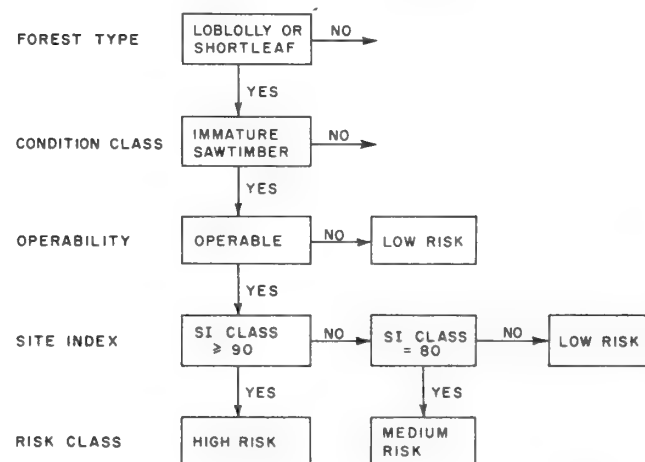 FOREST TYPE
LOBLOLLY OR
SHORTLEAF
NO
YES
CONDITION CLASS
IMMATURE
SAWTIMBER
NO
YES
OPERABILITY
OPERABLE
NO
LOW RISK
YES
SITE INDEX
SI CLASS
≥ 90
NO
SI CLASS
= 80
NO
LOW RISK
YES
YES
RISK CLASS
HIGH RISK
MEDIUM
RISK